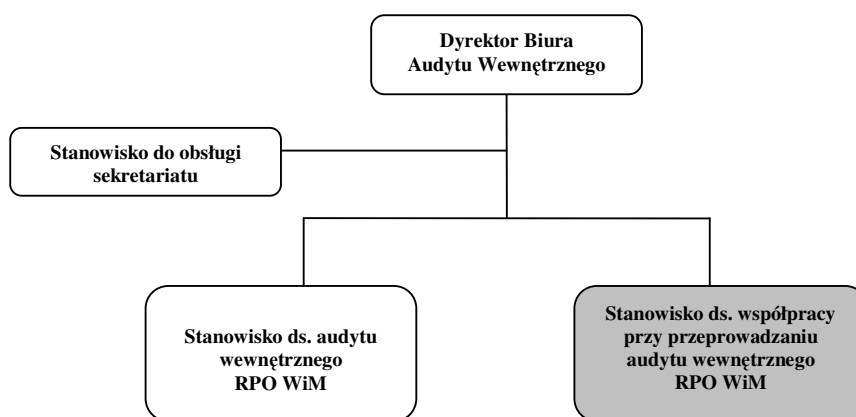 Dyrektor Biura
Audytu Wewnętrznego
Stanowisko do obsługi
sekretariatu
Stanowisko ds. audytu
wewnętrznego
RPO WiM
Stanowisko ds. współpracy
przy przeprowadzaniu
audytu wewnętrznego
RPO WiM